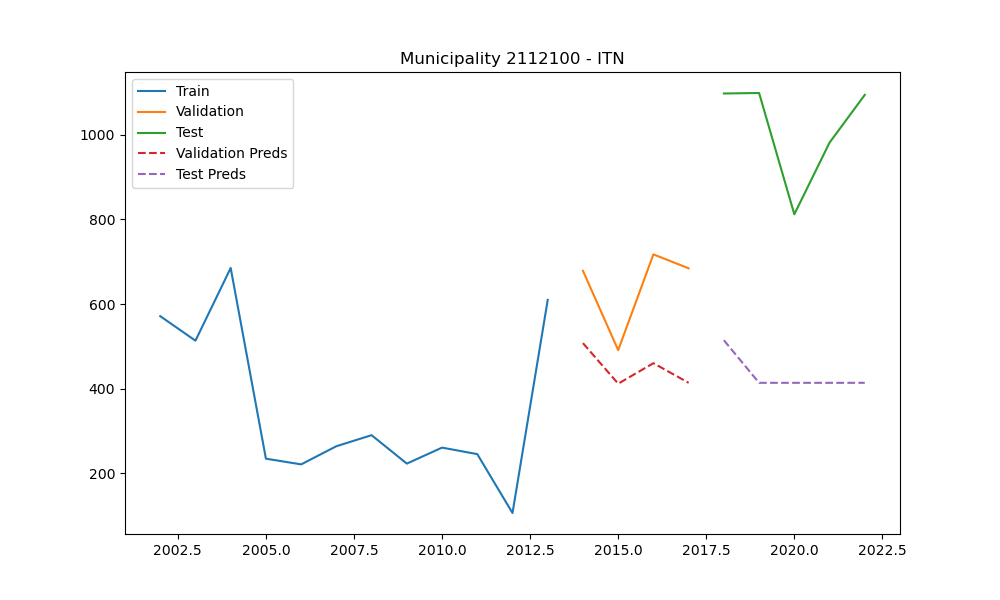 Municipality 2112100 - ITN
Train
Validation
Test
Validation Preds
Test Preds
1000
800
600
400
200
2002.5 2005.0 2007.5 2010.0 2012.5 2015.0 2017.5 2020.0 2022.5